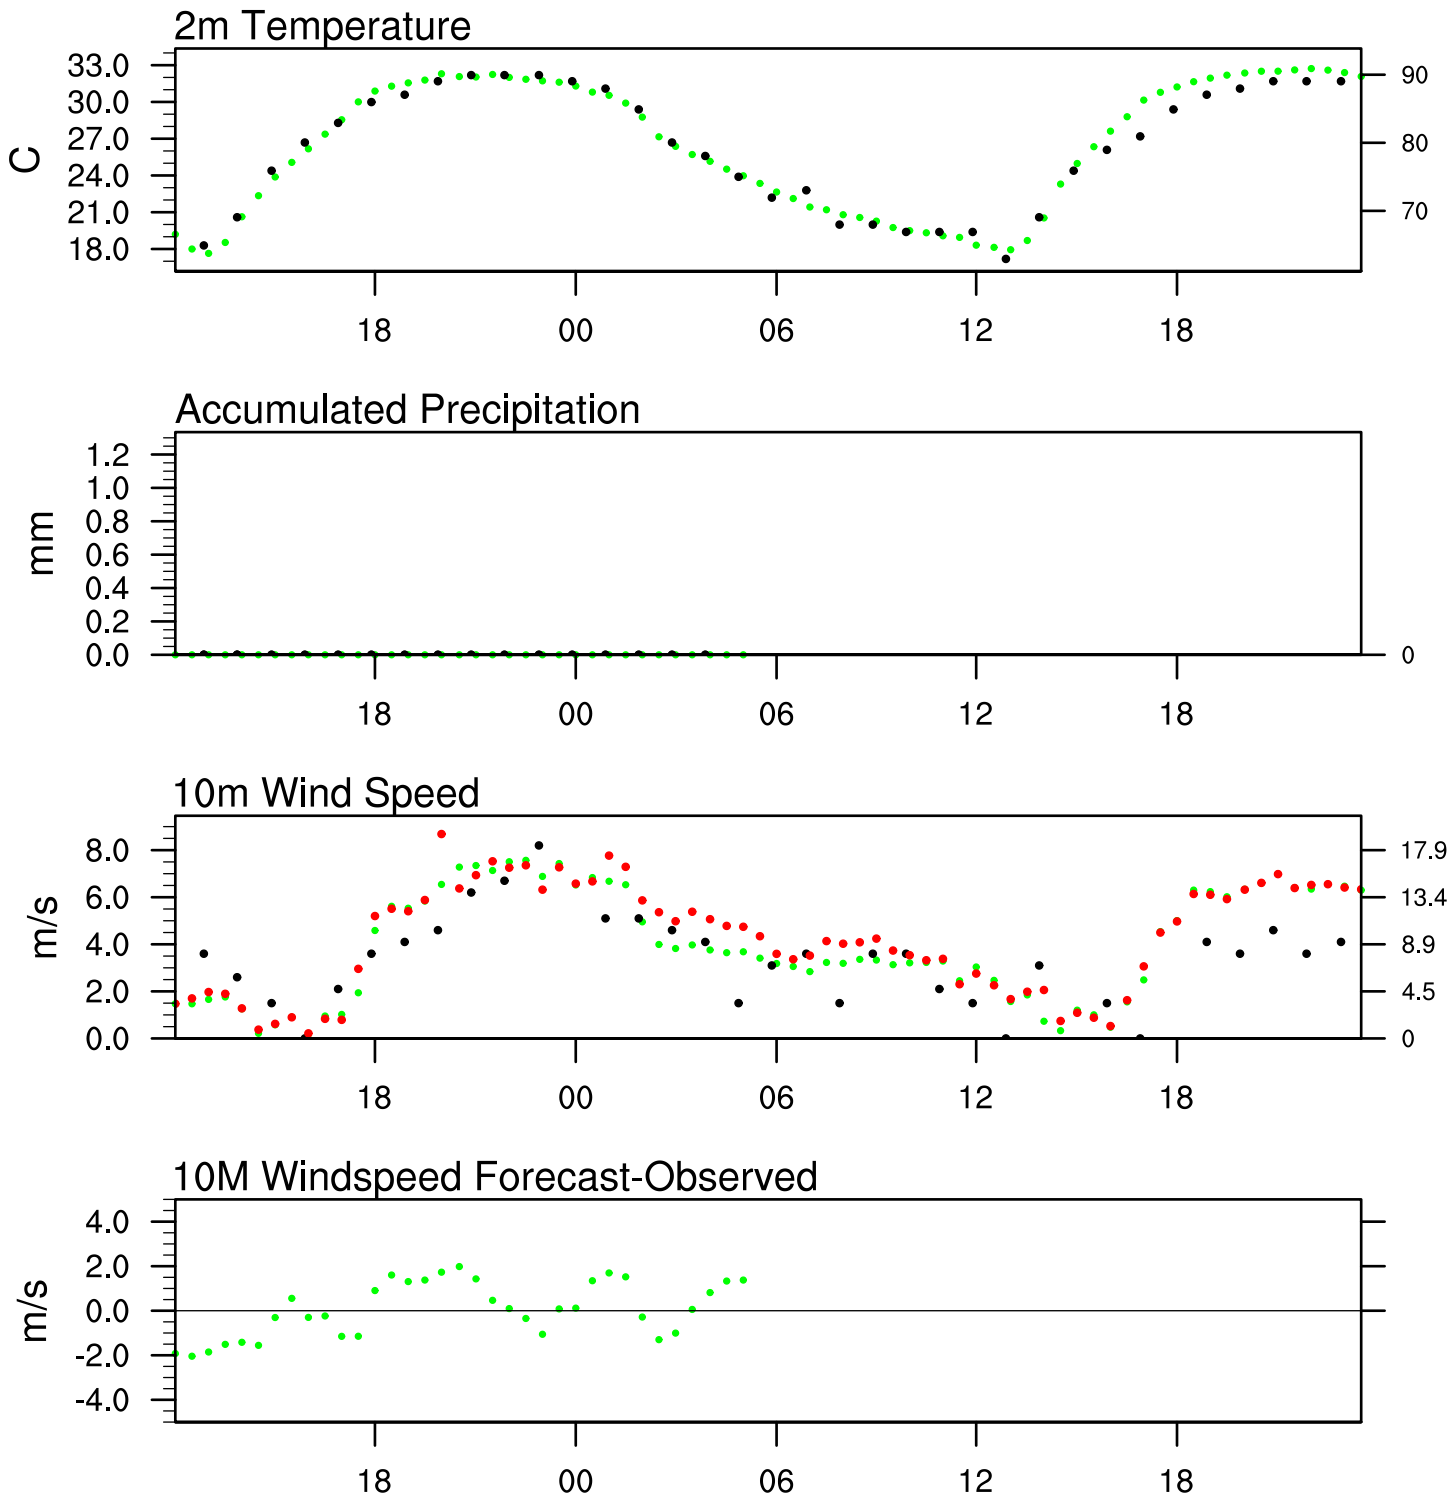 2m Temperature
33.0
30.0
27.0
24.0
21.0
18.0
C
90
80
70
18 00 06 12 18
Accumulated Precipitation
1.2
1.0
0.8
0.6
0.4
0.2
0.0
mm
0
18 00 06 12 18
10m Wind Speed
8.0
6.0
4.0
2.0
0.0
m/s
17.9
13.4
8.9
4.5
0
18 00 06 12 18
10M Windspeed Forecast-Observed
4.0
2.0
0.0
-2.0
-4.0
m/s
18 00 06 12 18